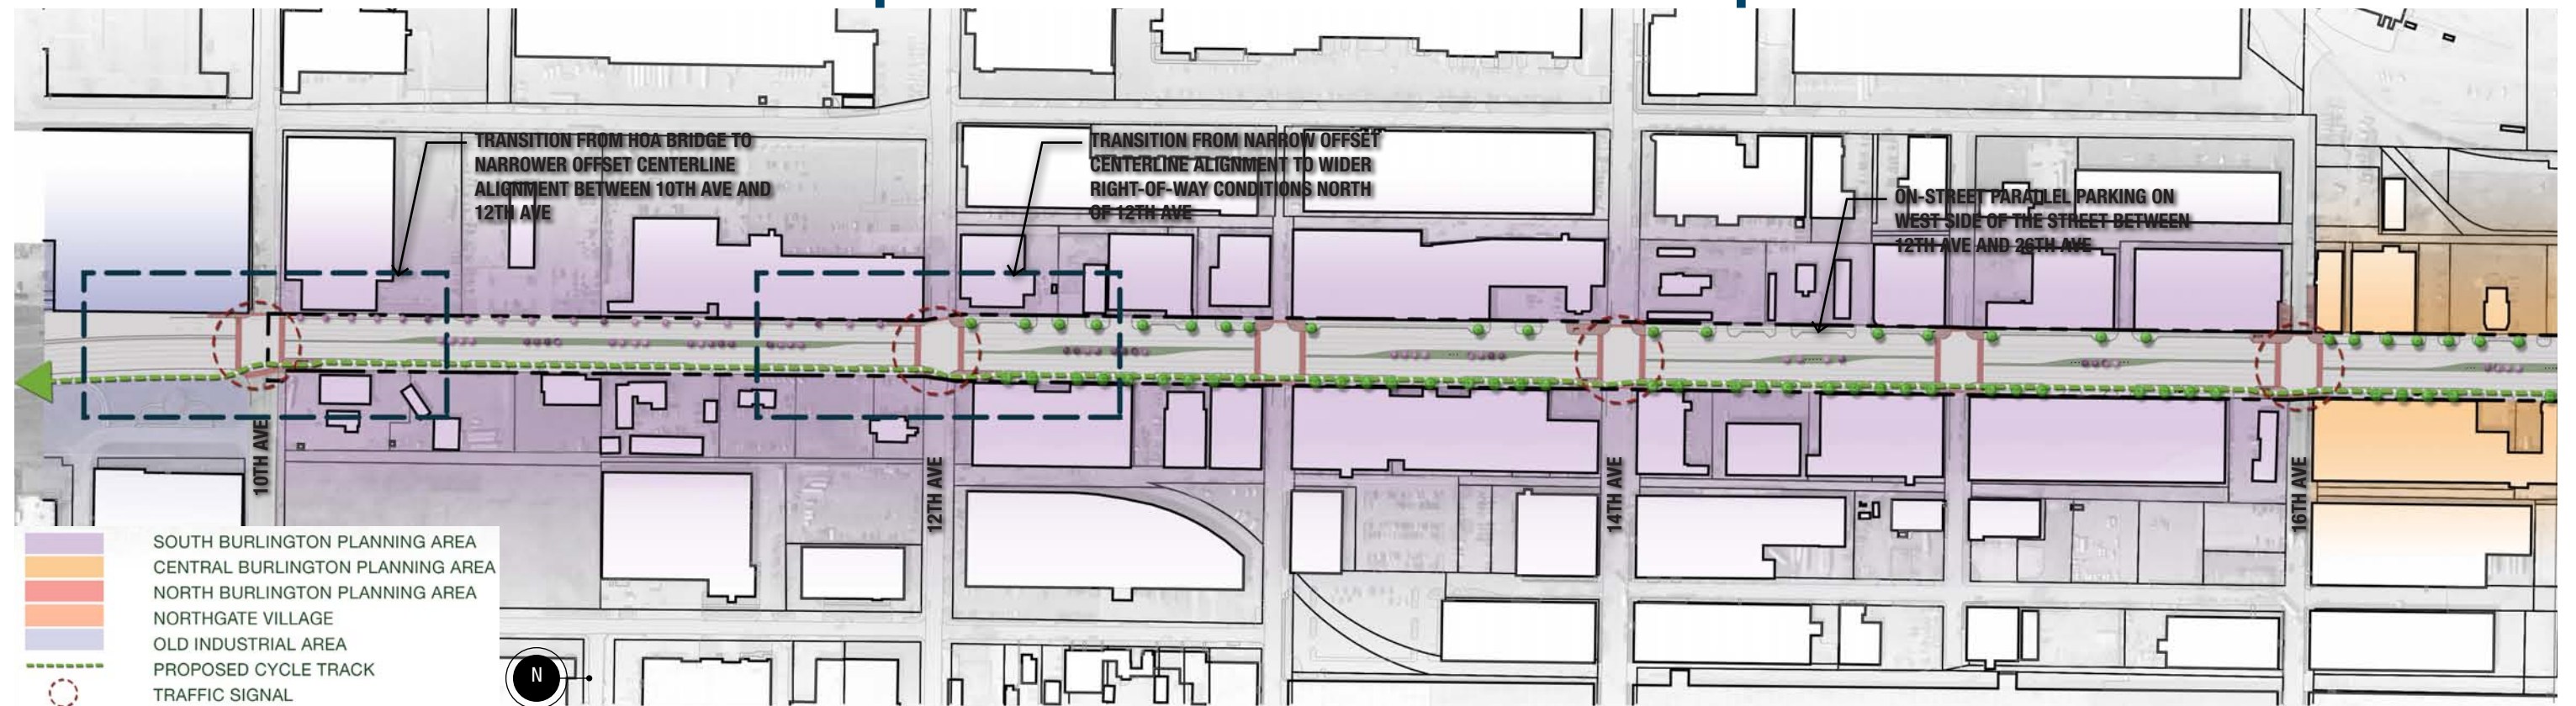 TRANSITION FROM HOA BRIDGE TO
NARROWER OFFSET CENTERLINE
ALIGNMENT BETWEEN 10TH AVE AND
12TH AVE
TRANSITION FROM NARROW OFFSET
CENTERLINE ALIGNMENT TO WIDER
RIGHT-OF-WAY CONDITIONS NORTH
OF 12TH AVE
ON-STREET PARALLEL PARKING ON
WEST SIDE OF THE STREET BETWEEN
12TH AVE AND 26TH AVE
10TH AVE
12TH AVE
14TH AVE
16TH AVE
SOUTH BURLINGTON PLANNING AREA
CENTRAL BURLINGTON PLANNING AREA
NORTH BURLINGTON PLANNING AREA
NORTHGATE VILLAGE
OLD INDUSTRIAL AREA
PROPOSED CYCLE TRACK
TRAFFIC SIGNAL
N